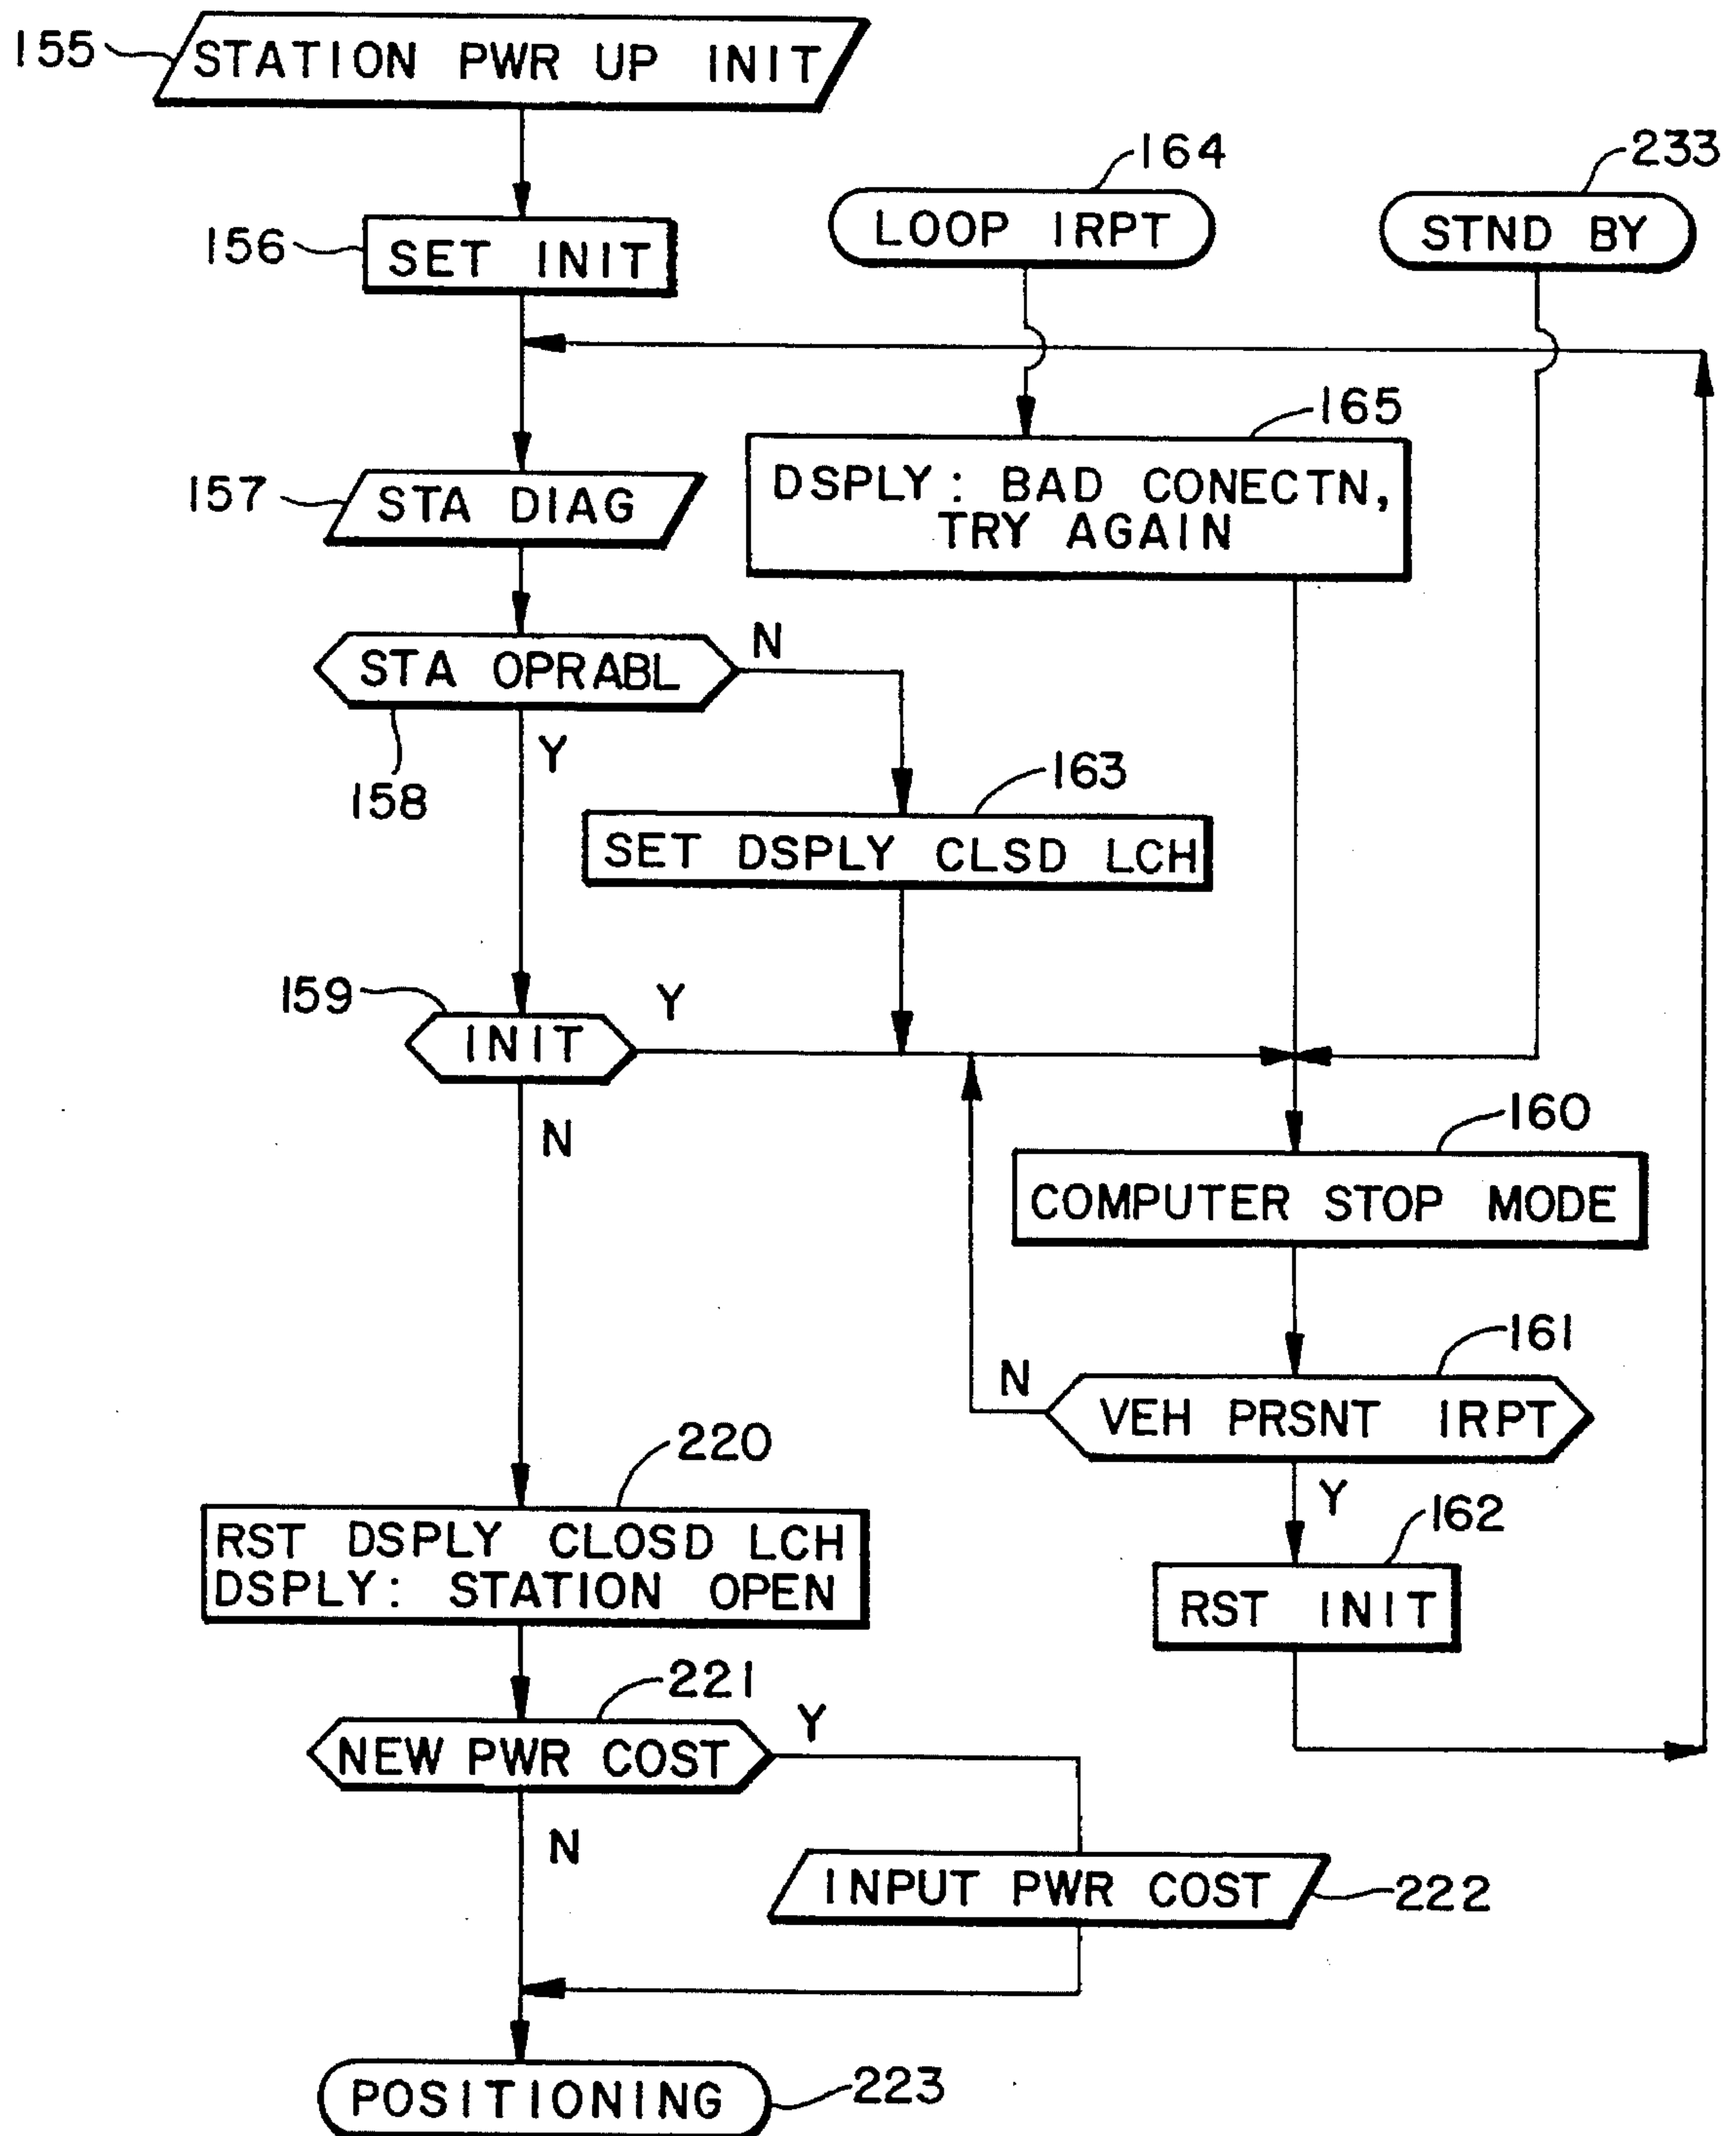 155
STATION PWR UP INIT
164
233
156
SET INIT
LOOP IRPT
STND BY
165
157
STA DIAG
DSPLY: BAD CONECTN,
TRY AGAIN
STA OPRABL
N
158
Y
163
SET DSPLY CLSD LCH
159
INIT
Y
N
160
COMPUTER STOP MODE
161
N
VEH PRSNT IRPT
Y
162
RST INIT
220
RST DSPLY CLOSD LCH
DSPLY: STATION OPEN
221
NEW PWR COST
Y
N
INPUT PWR COST
222
POSITIONING
223